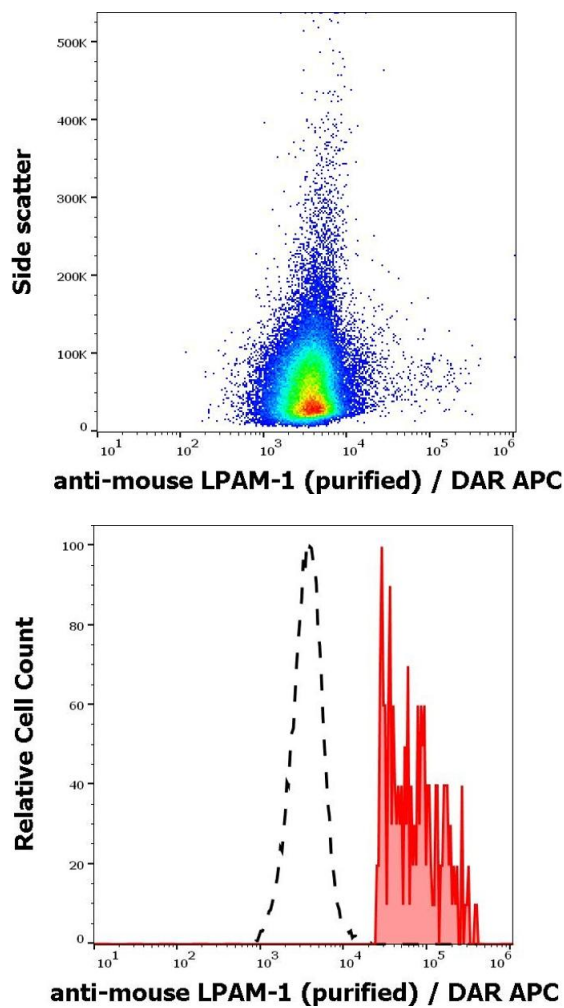 500K
400K
300K
200K
100K
0
Side scatter
10¹ 10² 10³ 10⁴ 10⁵ 10⁶
anti-mouse LPAM-1 (purified) / DAR APC
100
80
60
40
20
0
Relative Cell Count
10¹ 10² 10³ 10⁴ 10⁵ 10⁶
anti-mouse LPAM-1 (purified) / DAR APC